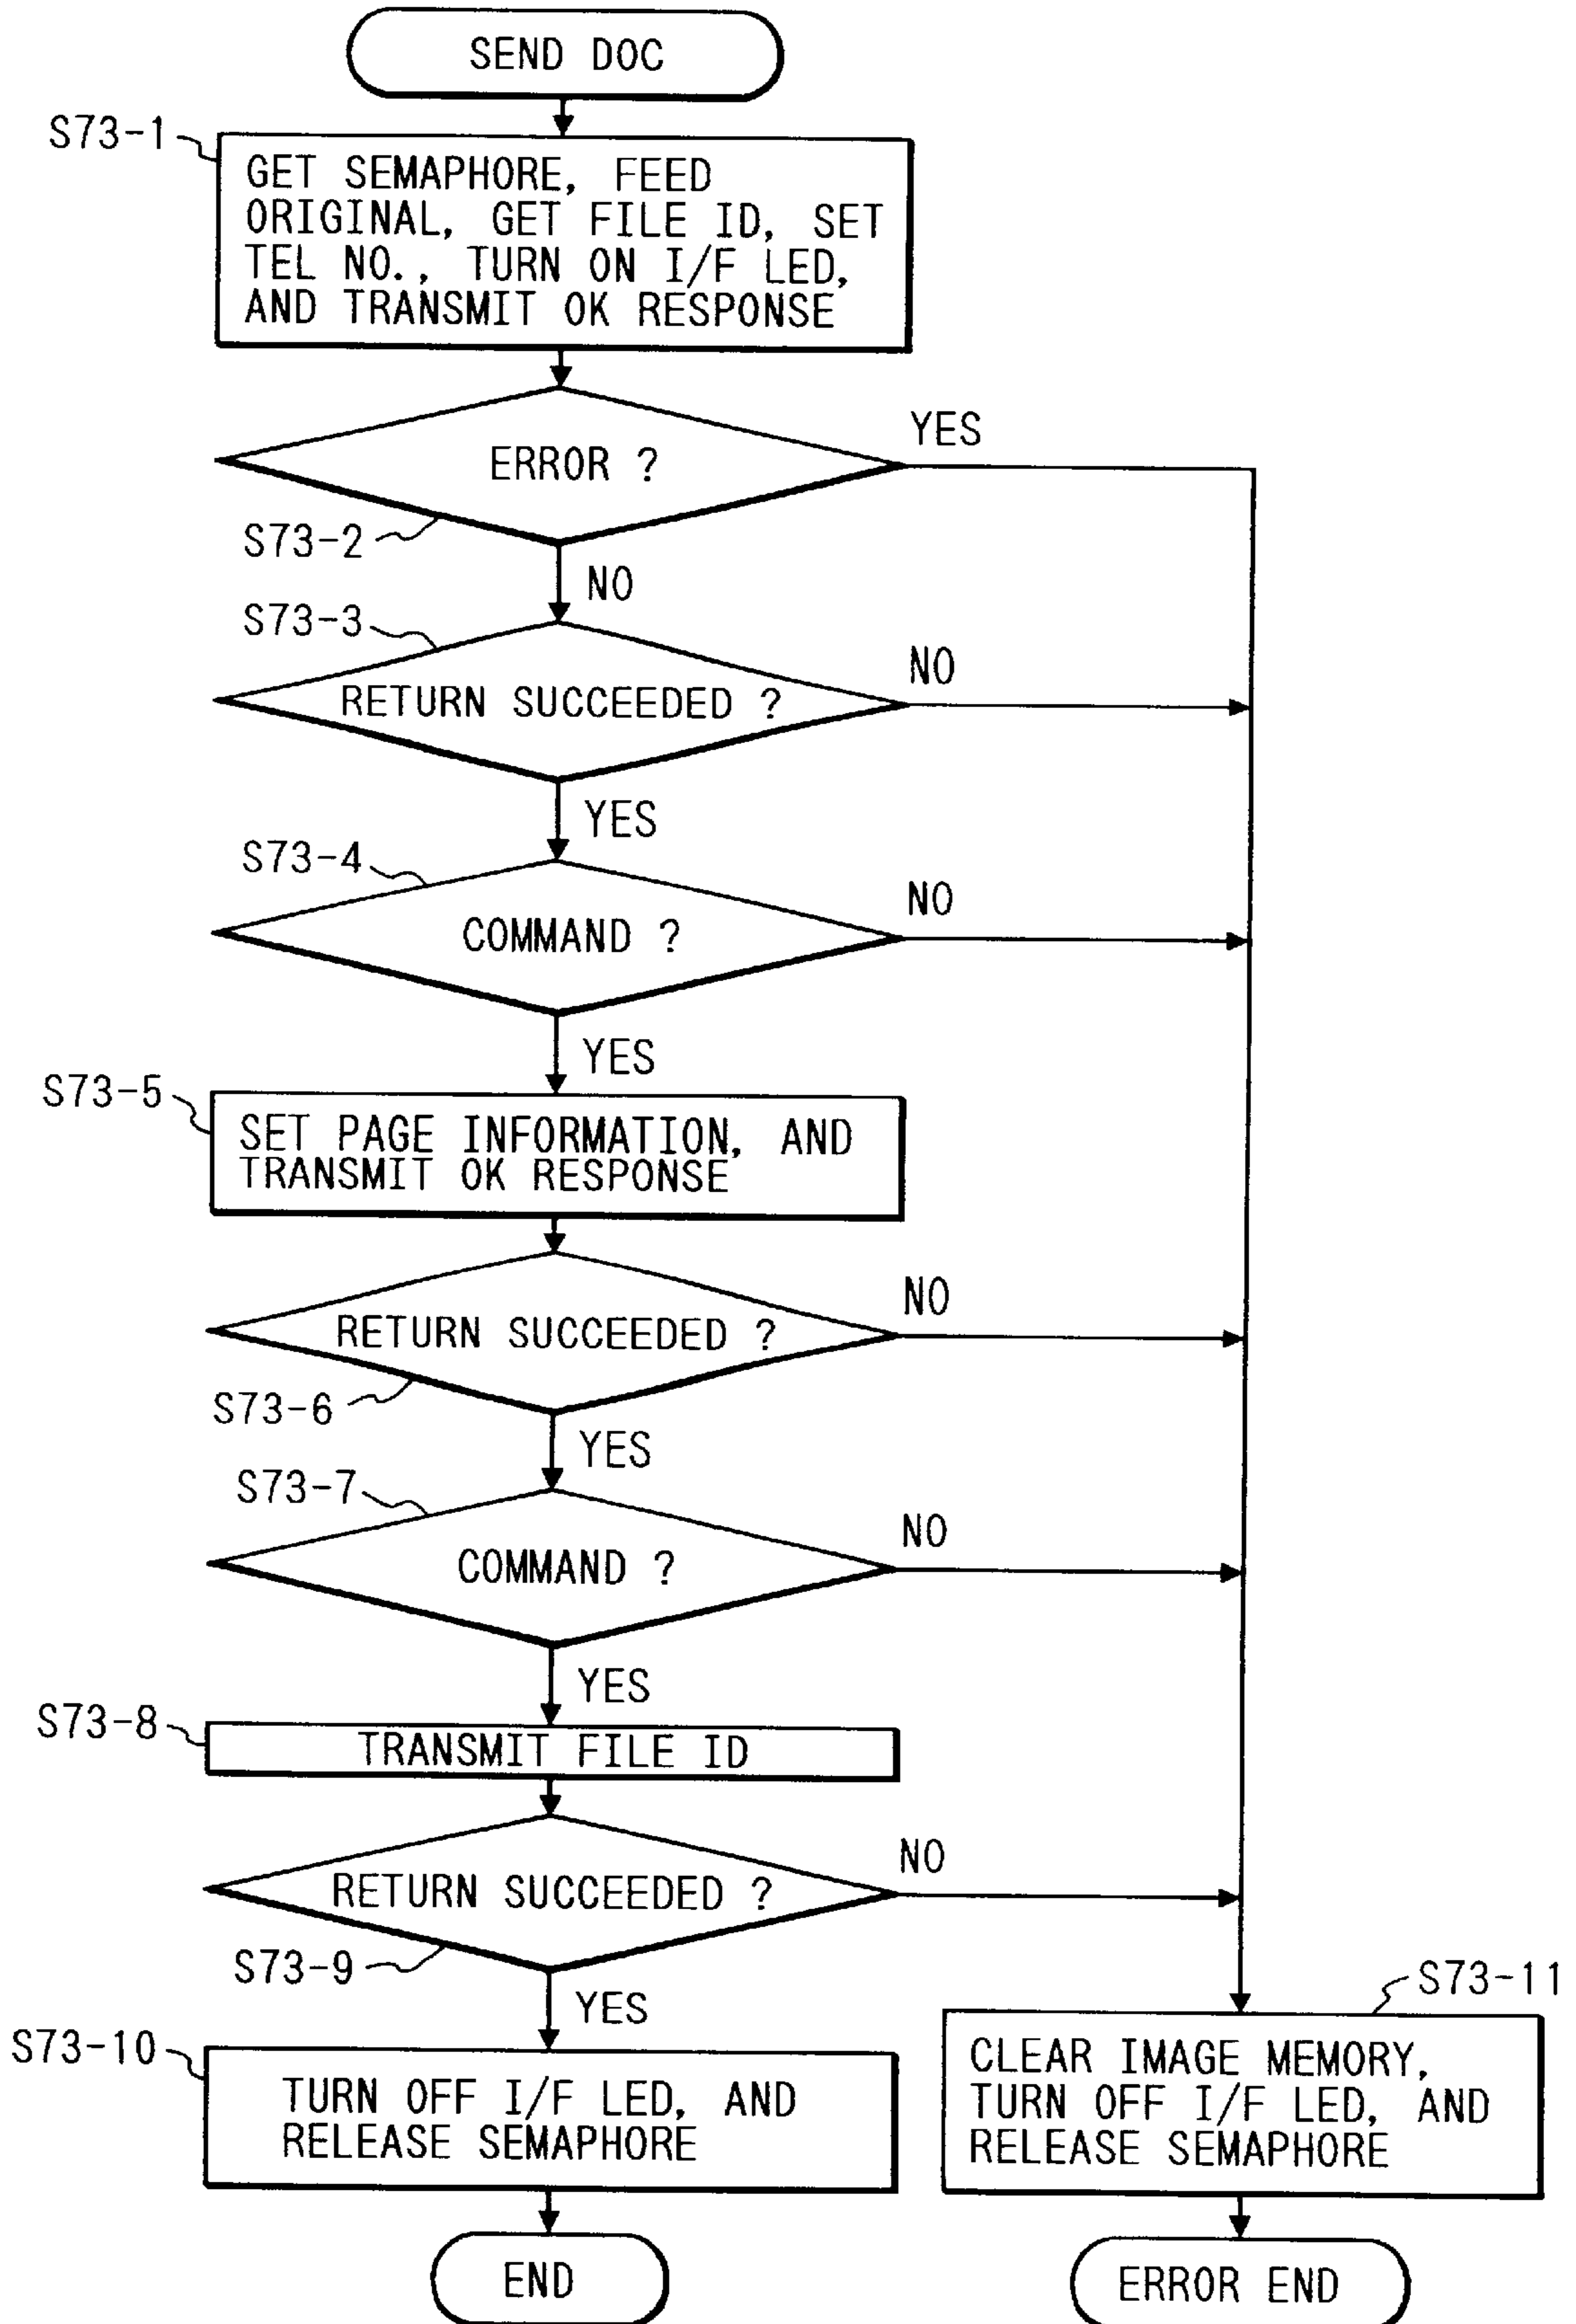 SEND DOC
S73-1
GET SEMAPHORE, FEED
ORIGINAL, GET FILE ID, SET
TEL NO., TURN ON I/F LED,
AND TRANSMIT OK RESPONSE
ERROR ?
YES
S73-2
NO
S73-3
RETURN SUCCEEDED ?
NO
YES
S73-4
COMMAND ?
NO
YES
S73-5
SET PAGE INFORMATION, AND
TRANSMIT OK RESPONSE
RETURN SUCCEEDED ?
NO
S73-6
YES
S73-7
COMMAND ?
NO
YES
S73-8
TRANSMIT FILE ID
RETURN SUCCEEDED ?
NO
S73-9
YES
S73-10
TURN OFF I/F LED, AND
RELEASE SEMAPHORE
END
S73-11
CLEAR IMAGE MEMORY,
TURN OFF I/F LED, AND
RELEASE SEMAPHORE
ERROR END